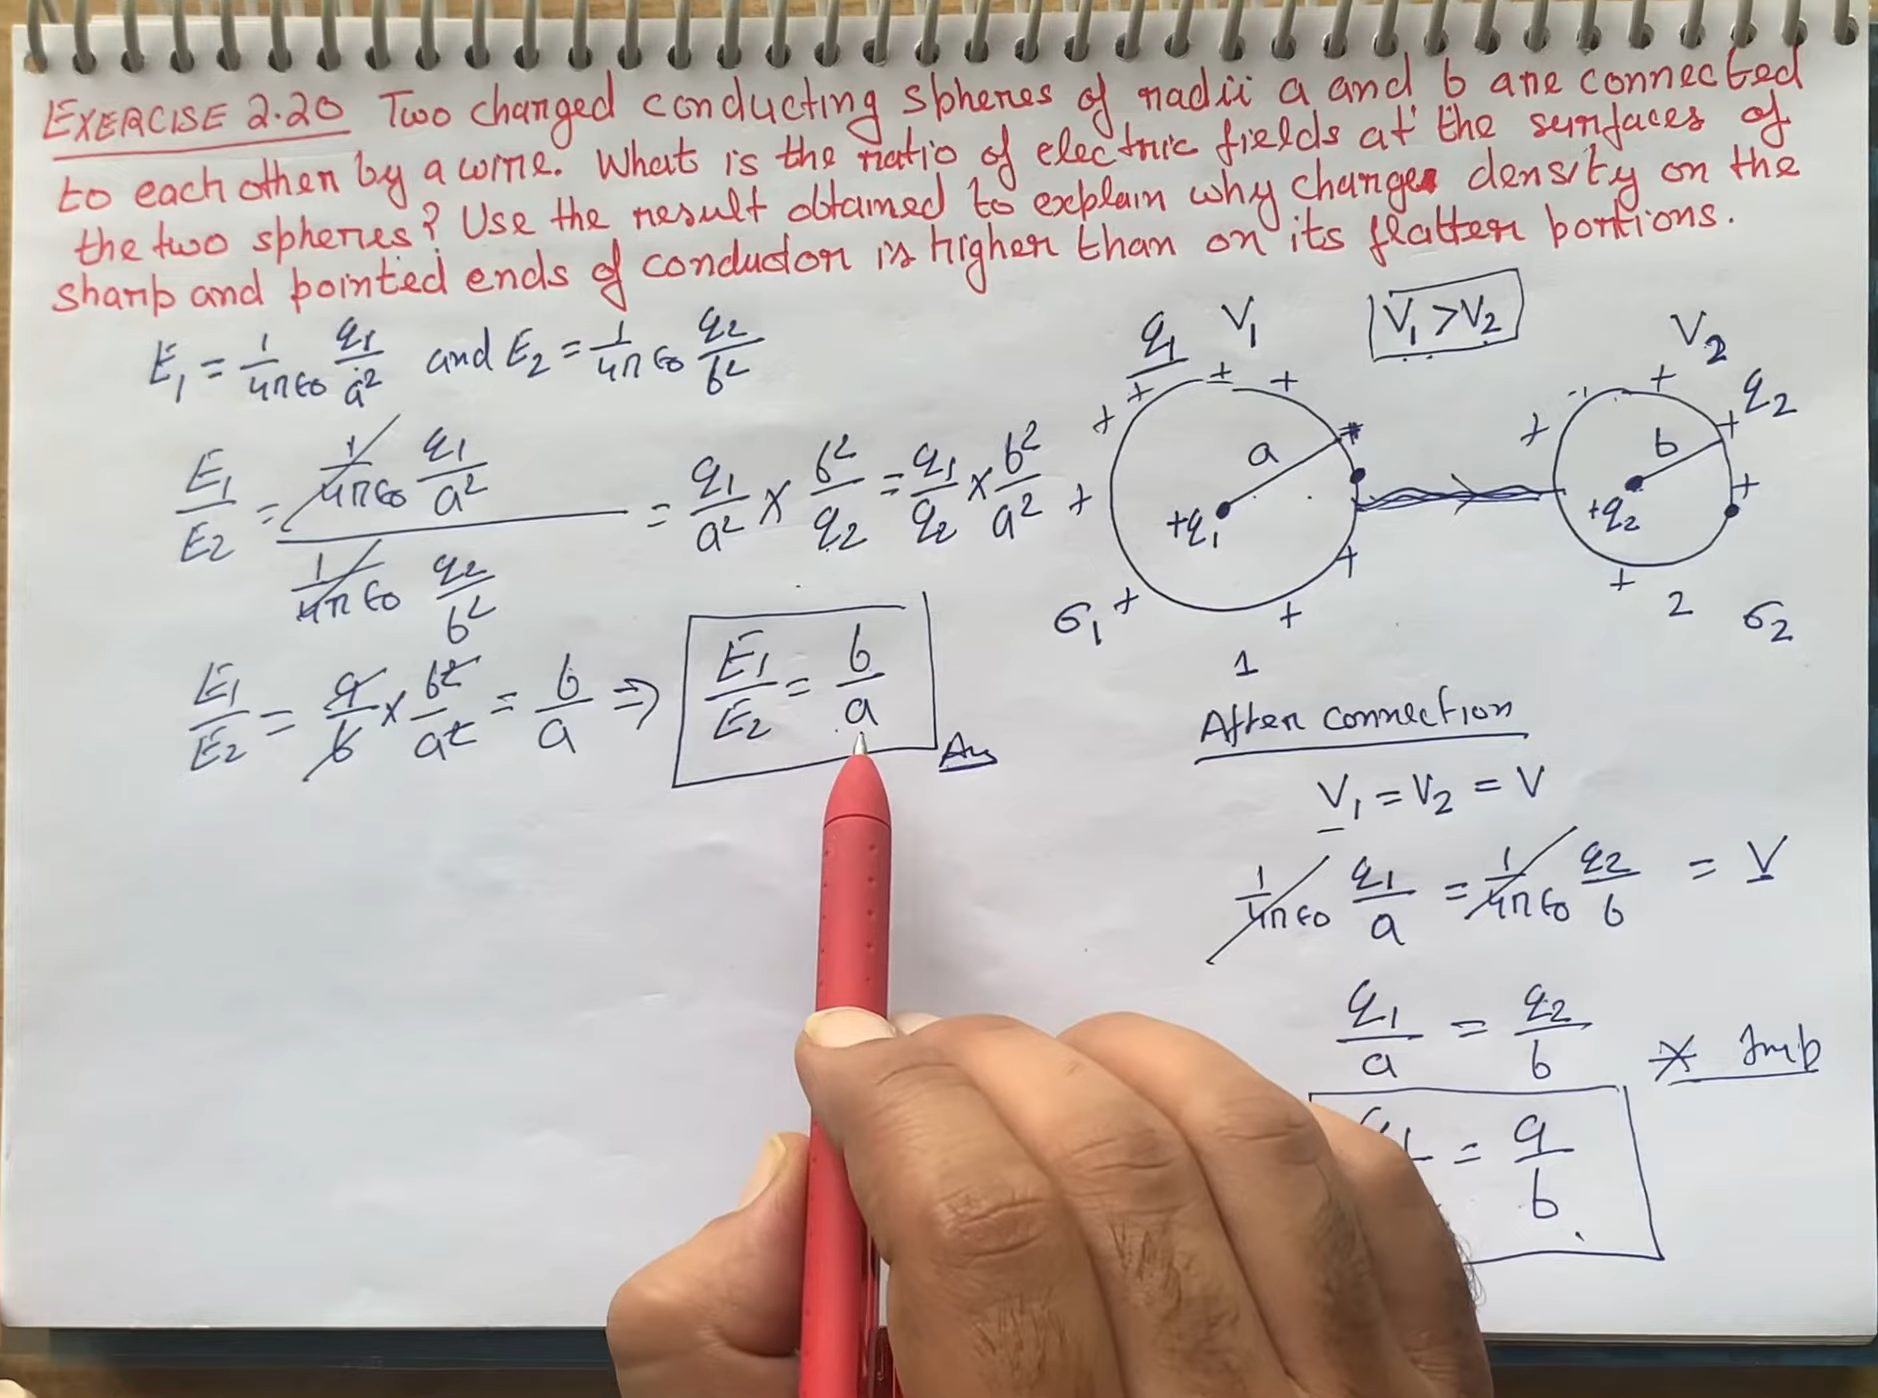 EXERCISE 2.20 Two charged conducting spheres of radii a and b are connected
to each other by a wire. What is the ratio of electric fields at the surfaces of
the two spheres? Use the result obtained to explain why charge density on the
sharp and pointed ends of conductor is higher than on its flatter portions.
E₁ = 1/4πε₀ q₁/a² and E₂ = 1/4πε₀ q₂/b²
E₁/E₂ = (1/4πε₀ q₁/a²)/(1/4πε₀ q₂/b²) = q₁/a² × b²/q₂ = q₁/q₂ × b²/a²
E₁/E₂ = a/b × b²/a² = b/a ⇒ E₁/E₂ = b/a Ans
q₁ V₁
V₁ > V₂
V₂
q₂
+ + + + + + + + +
a
+q₁
σ₁
1
+ + + + +
b
+q₂
2
σ₂
After connection
V₁ = V₂ = V
1/4πε₀ q₁/a = 1/4πε₀ q₂/b = V
q₁/a = q₂/b
* Imp
= a/b